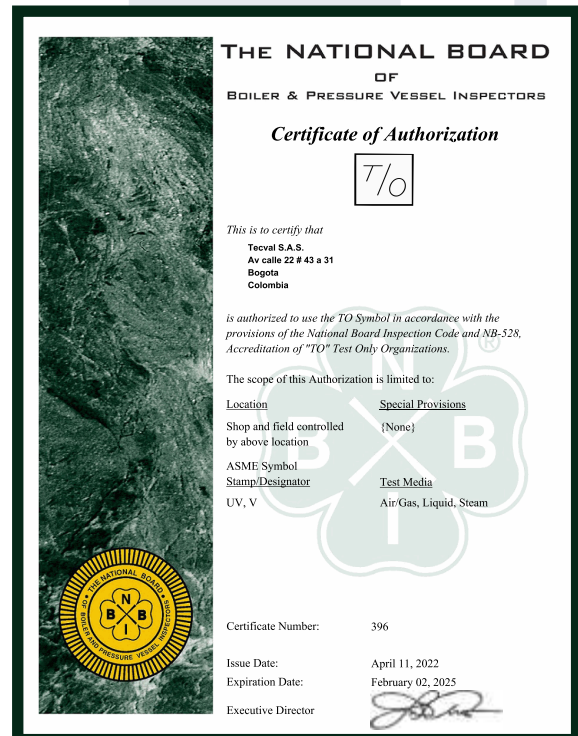 THE NATIONAL BOARD
OF
BOILER & PRESSURE VESSEL INSPECTORS
Certificate of Authorization
T/O
This is to certify that
Tecval S.A.S.
Av calle 22 # 43 a 31
Bogota
Colombia
is authorized to use the TO Symbol in accordance with the
provisions of the National Board Inspection Code and NB-528,
Accreditation of "TO" Test Only Organizations.
The scope of this Authorization is limited to:
Location Special Provisions
Shop and field controlled {None}
by above location
ASME Symbol
Stamp/Designator Test Media
UV, V Air/Gas, Liquid, Steam
N
B B
I
®
THE NATIONAL BOARD
OF BOILER AND PRESSURE VESSEL INSPECTORS
N
B B
I
Certificate Number: 396
Issue Date: April 11, 2022
Expiration Date: February 02, 2025
Executive Director